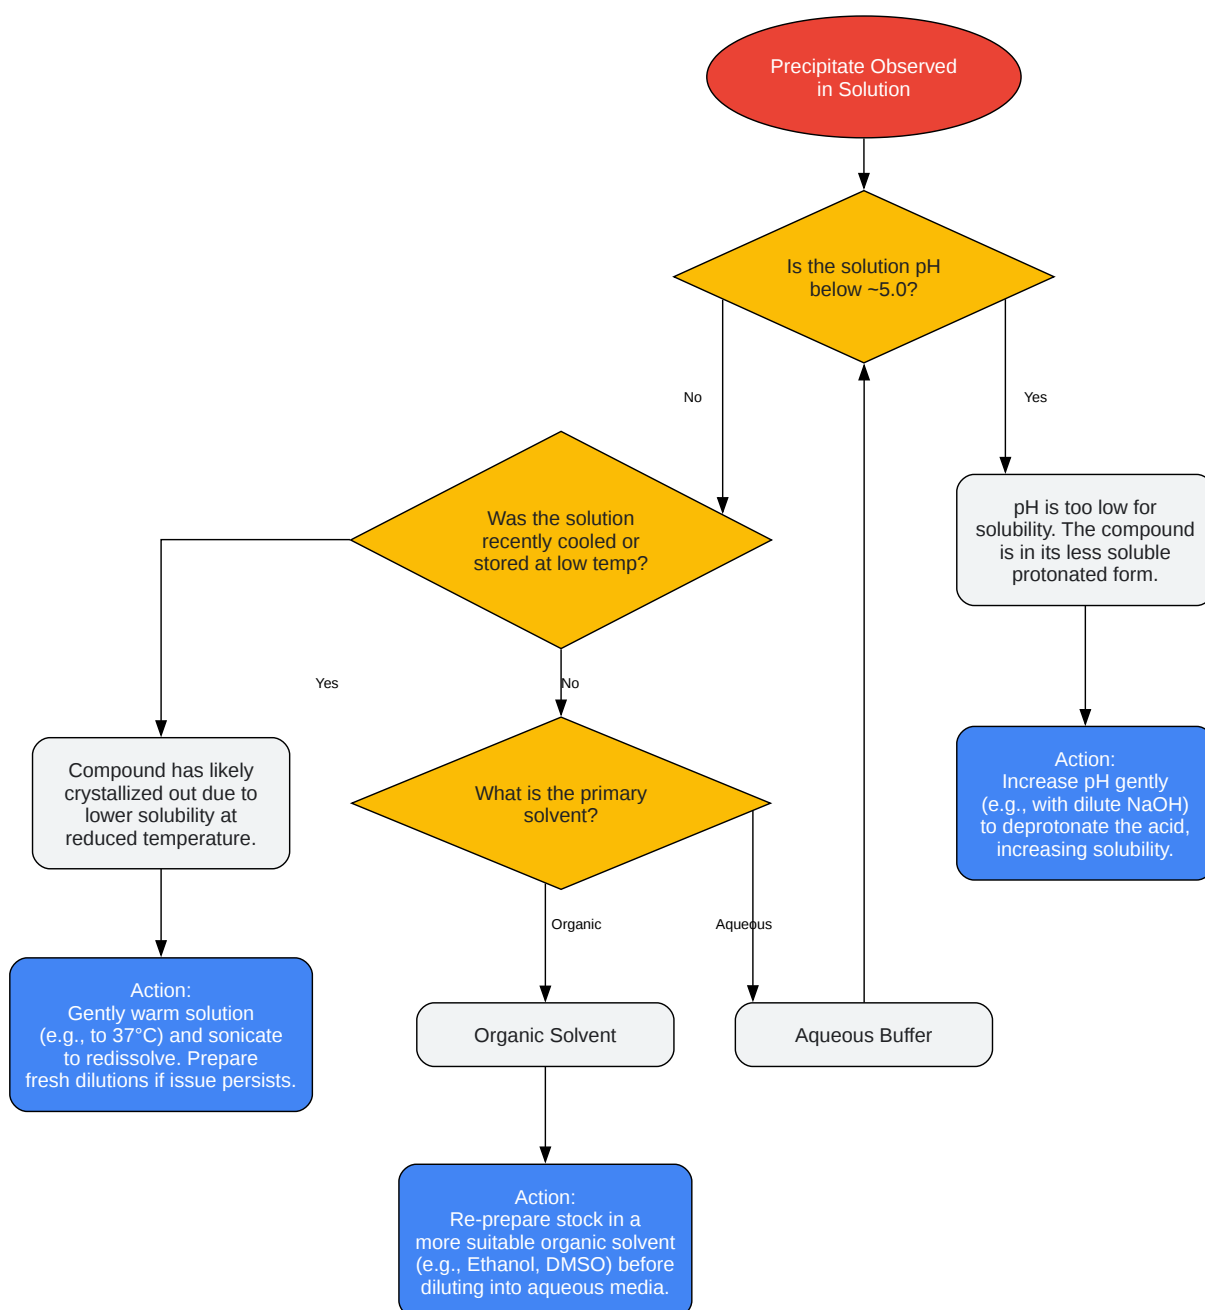 Precipitate Observed
in Solution
Is the solution pH
below ~5.0?
No
Yes
Was the solution
recently cooled or
stored at low temp?
pH is too low for
solubility. The compound
is in its less soluble
protonated form.
Yes
No
Compound has likely
crystallized out due to
lower solubility at
reduced temperature.
What is the primary
solvent?
Action:
Increase pH gently
(e.g., with dilute NaOH)
to deprotonate the acid,
increasing solubility.
Organic
Aqueous
Action:
Gently warm solution
(e.g., to 37°C) and sonicate
to redissolve. Prepare
fresh dilutions if issue persists.
Organic Solvent
Aqueous Buffer
Action:
Re-prepare stock in a
more suitable organic solvent
(e.g., Ethanol, DMSO) before
diluting into aqueous media.